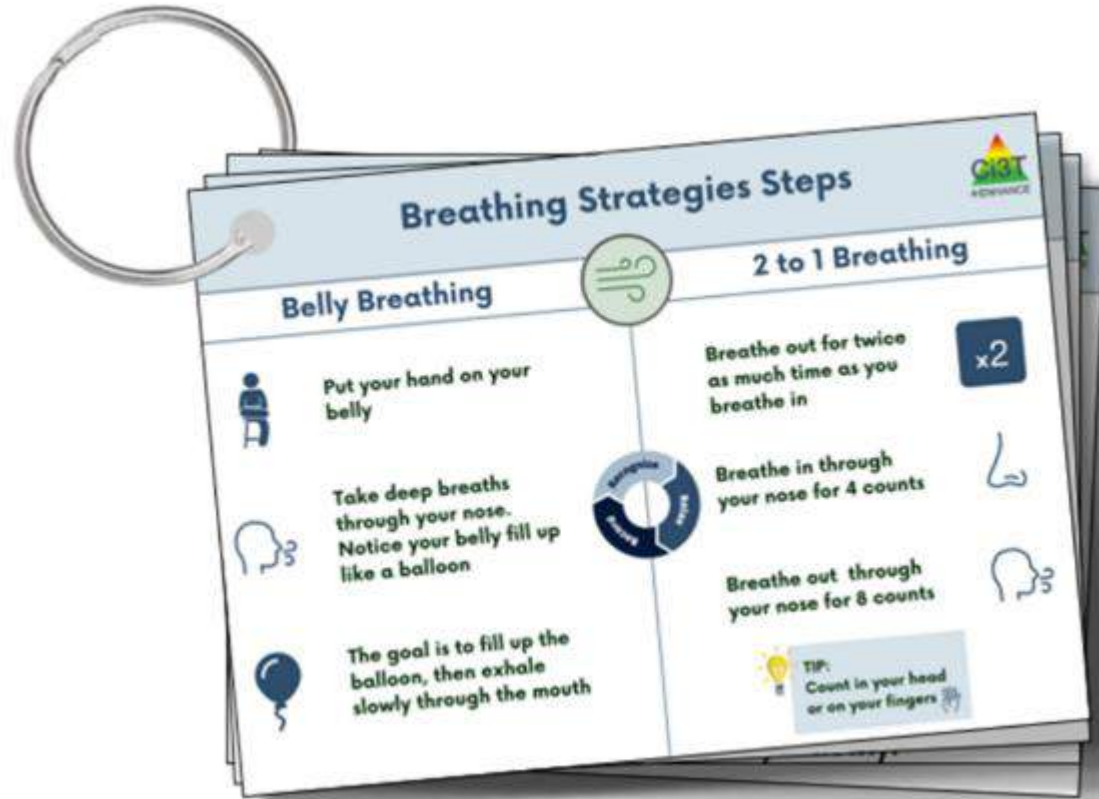 Breathing Strategies Steps
Ci3T
Belly Breathing
2 to 1 Breathing
Put your hand on your
belly
Take deep breaths
through your nose.
Notice your belly fill up
like a balloon
The goal is to fill up the
balloon, then exhale
slowly through the mouth
Recognize
Breathe out for twice
as much time as you
breathe in
x2
Breathe in through
your nose for 4 counts
Breathe out through
your nose for 8 counts
TIP:
Count in your head
or on your fingers